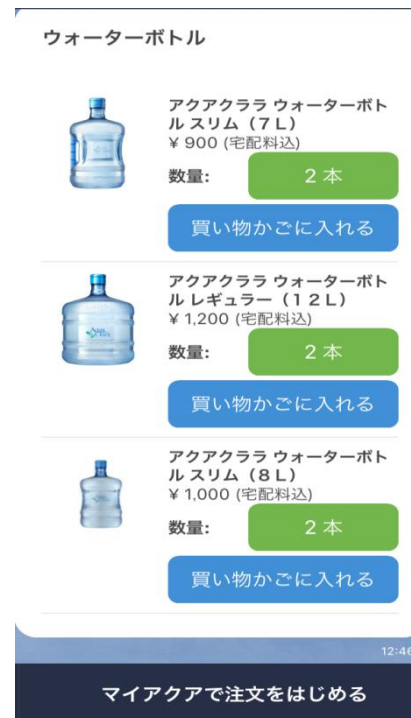 ウォーターボトル
アクアクララ ウォーターボト
ル スリム（７Ｌ）
¥ 900 (宅配料込)
数量: 2 本
買い物かごに入れる
アクアクララ ウォーターボト
ル レギュラー（１２Ｌ）
¥ 1,200 (宅配料込)
数量: 2 本
買い物かごに入れる
アクアクララ ウォーターボト
ル スリム（８Ｌ）
¥ 1,000 (宅配料込)
数量: 2 本
買い物かごに入れる
12:46
マイアクアで注文をはじめる